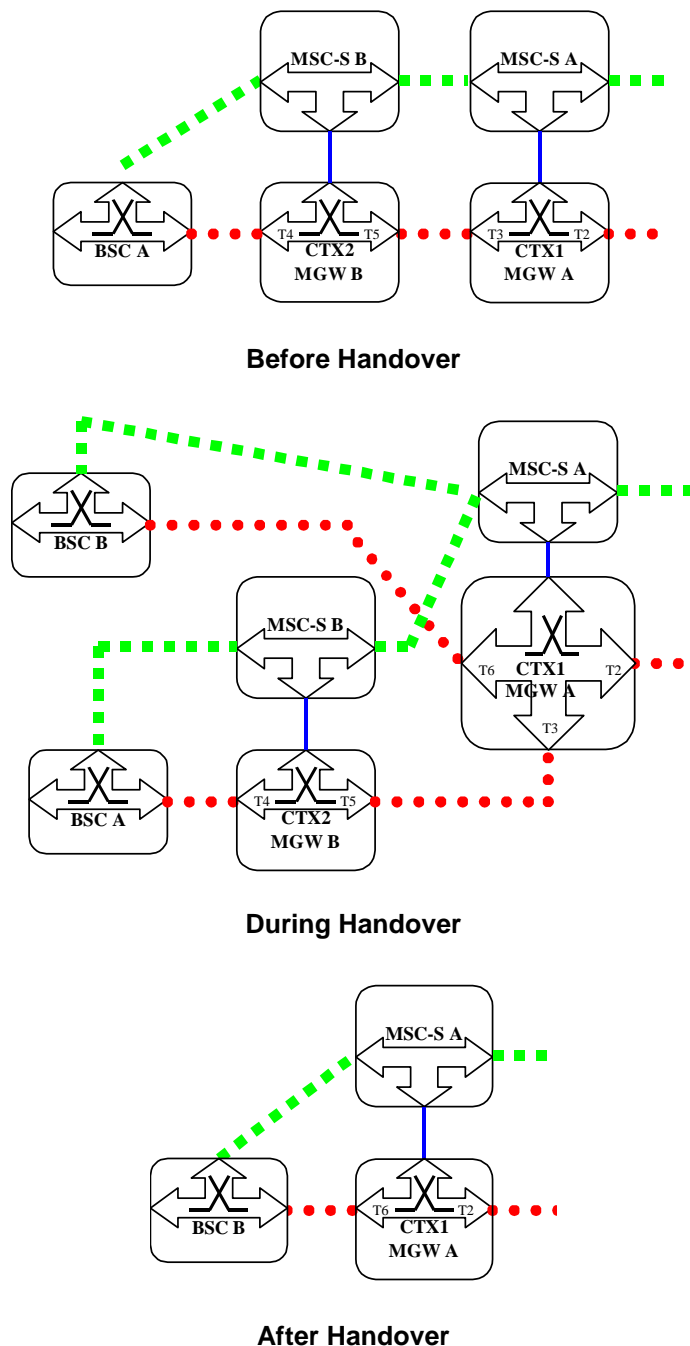 MSC-S B
MSC-S A
BSC A
T4
T5
CTX2
MGW B
T3
T2
CTX1
MGW A
Before Handover
MSC-S A
BSC B
MSC-S B
T6
CTX1
T2
MGW A
T3
BSC A
T4
T5
CTX2
MGW B
During Handover
MSC-S A
BSC B
T6
T2
CTX1
MGW A
After Handover